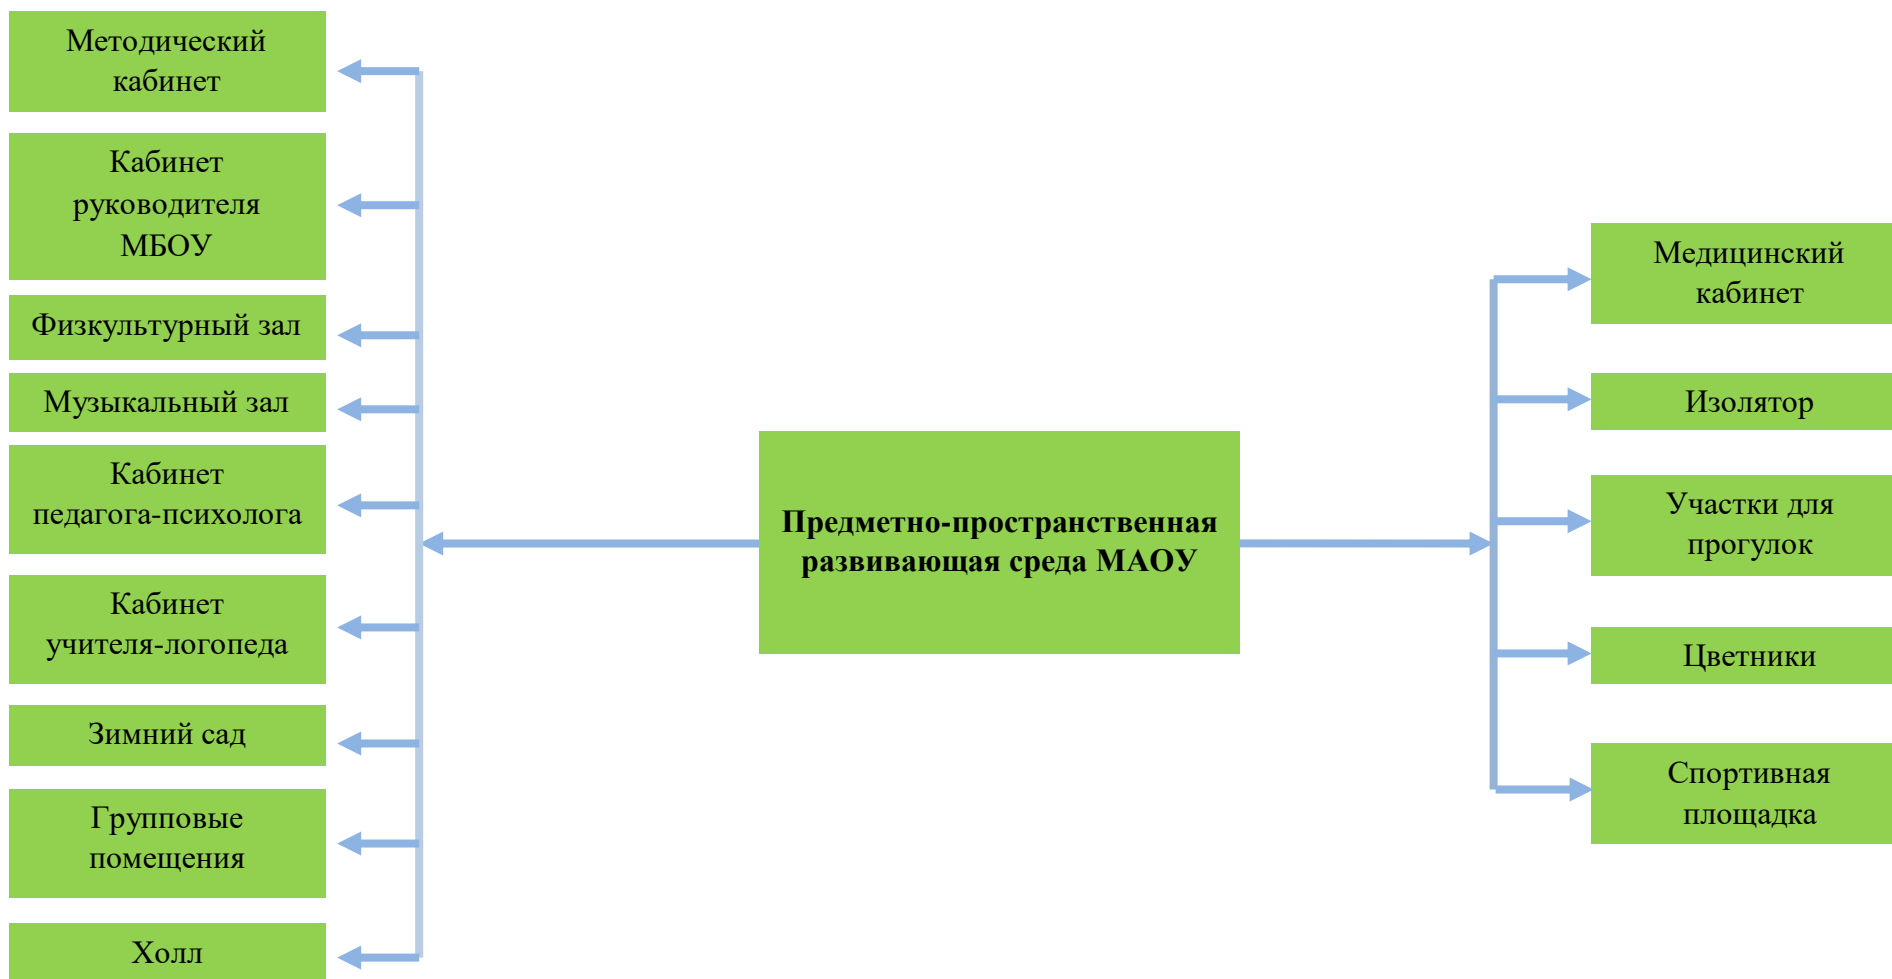 Методический
кабинет
Кабинет
руководителя
МБОУ
Физкультурный зал
Музыкальный зал
Кабинет
педагога-психолога
Кабинет
учителя-логопеда
Зимний сад
Групповые
помещения
Холл
Предметно-пространственная
развивающая среда МАОУ
Медицинский
кабинет
Изолятор
Участки для
прогулок
Цветники
Спортивная
площадка